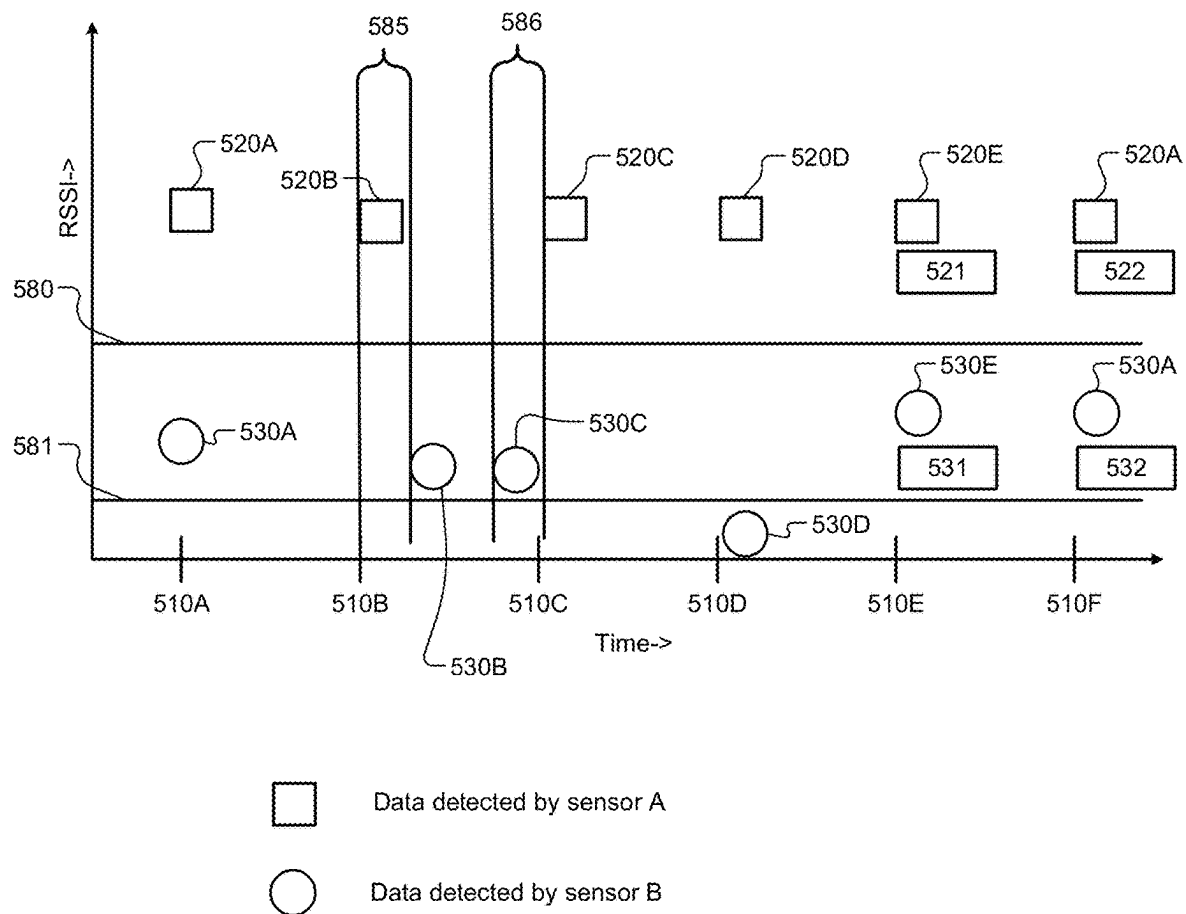 585
586
520A
520B
520C
520D
520E
520A
RSSI->
521
522
580
530E
530A
530A
530C
581
531
532
530D
510A
510B
510C
510D
510E
510F
Time->
530B
Data detected by sensor A
Data detected by sensor B